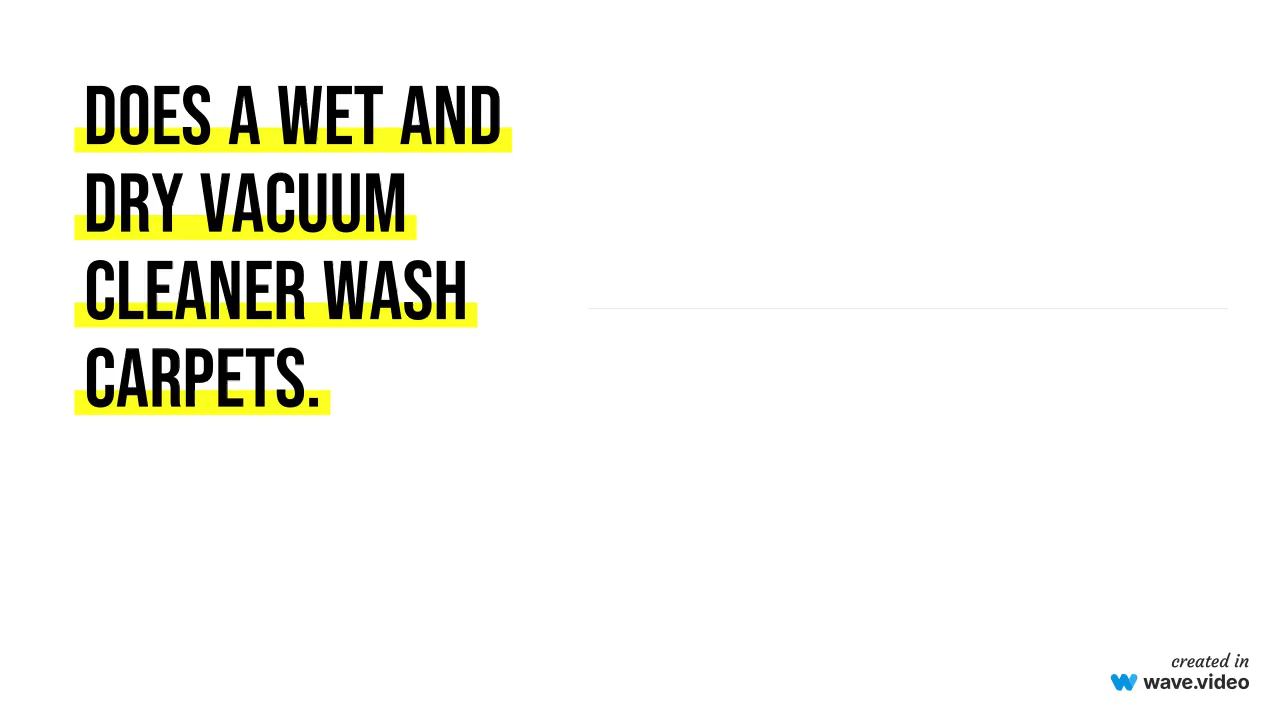 DOES A WET AND
DRY VACUUM
CLEANER WASH
CARPETS.
created in
wave.video